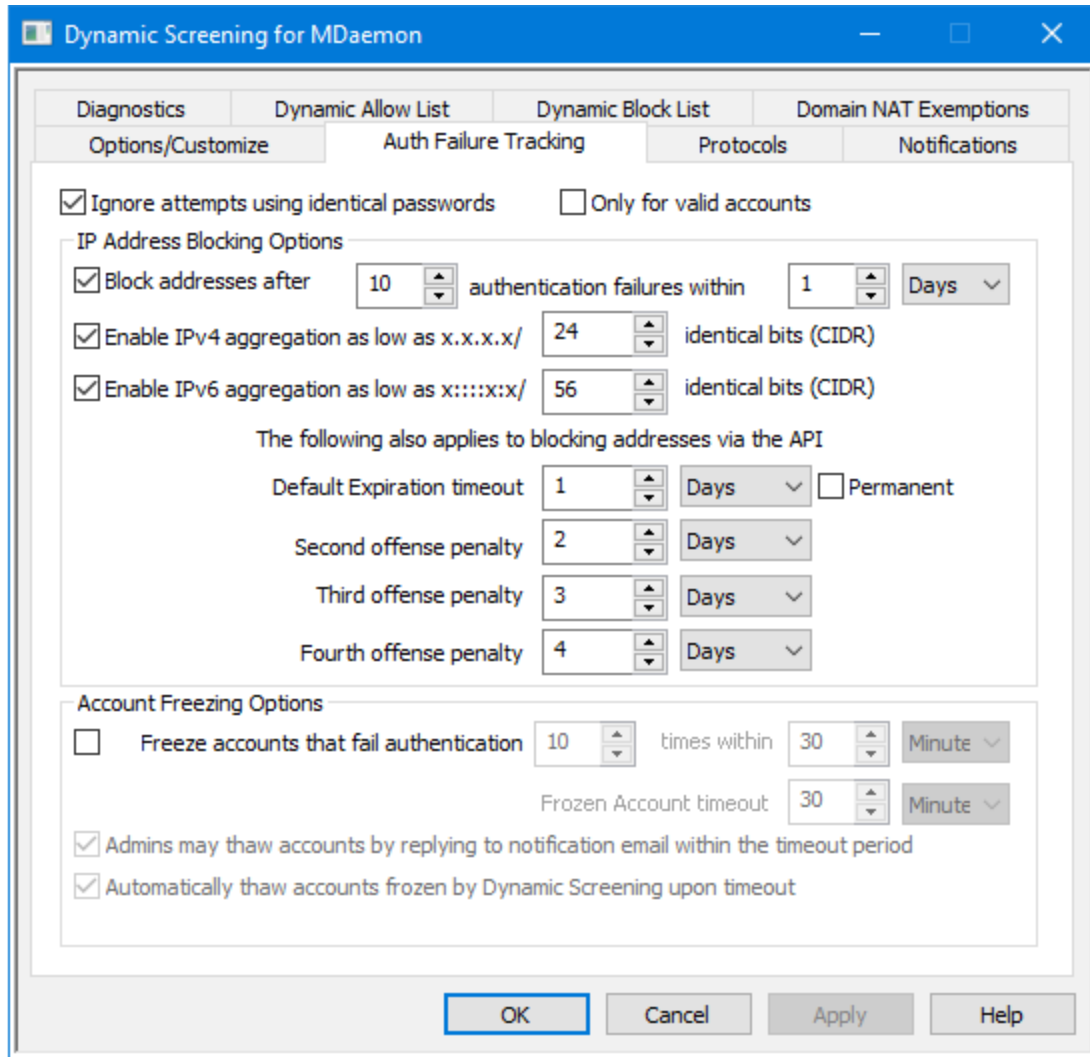 Dynamic Screening for MDaemon
Diagnostics Dynamic Allow List Dynamic Block List Domain NAT Exemptions
Options/Customize Auth Failure Tracking Protocols Notifications
Ignore attempts using identical passwords Only for valid accounts
IP Address Blocking Options
Block addresses after 10 authentication failures within 1 Days
Enable IPv4 aggregation as low as x.x.x.x/ 24 identical bits (CIDR)
Enable IPv6 aggregation as low as x::::x:x/ 56 identical bits (CIDR)
The following also applies to blocking addresses via the API
Default Expiration timeout 1 Days Permanent
Second offense penalty 2 Days
Third offense penalty 3 Days
Fourth offense penalty 4 Days
Account Freezing Options
Freeze accounts that fail authentication 10 times within 30 Minute
Frozen Account timeout 30 Minute
Admins may thaw accounts by replying to notification email within the timeout period
Automatically thaw accounts frozen by Dynamic Screening upon timeout
OK Cancel Apply Help